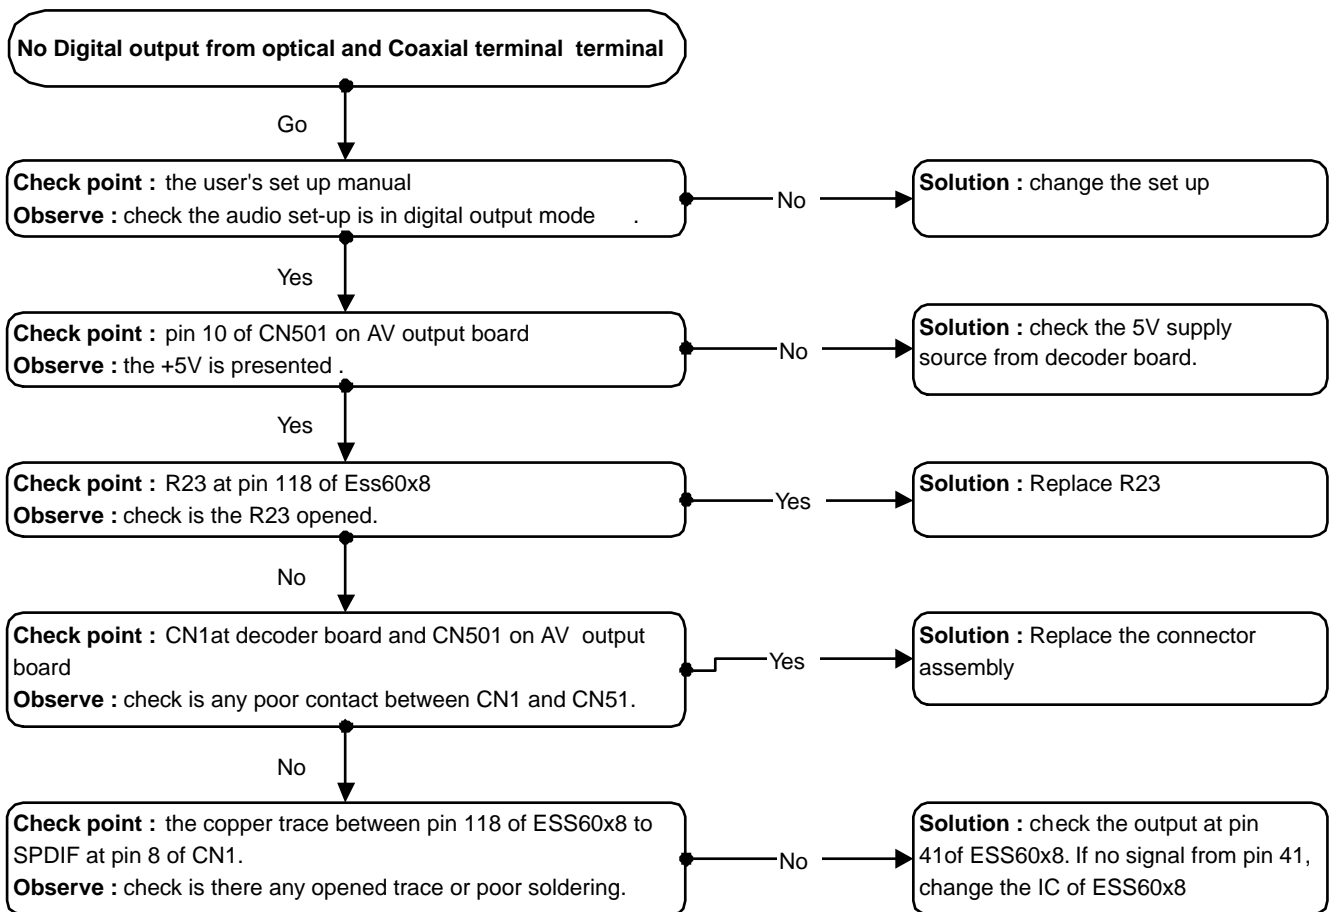 No Digital output from optical and Coaxial terminal  terminal
Go
Check point : the user's set up manual
Observe : check the audio set-up is in digital output mode .
No
Solution : change the set up
Yes
Check point : pin 10 of CN501 on AV output board
Observe : the +5V is presented .
No
Solution : check the 5V supply
source from decoder board.
Yes
Check point : R23 at pin 118 of Ess60x8
Observe : check is the R23 opened.
Yes
Solution : Replace R23
No
Check point : CN1at decoder board and CN501 on AV output
board
Observe : check is any poor contact between CN1 and CN51.
Yes
Solution : Replace the connector
assembly
No
Check point : the copper trace between pin 118 of ESS60x8 to
SPDIF at pin 8 of CN1.
Observe : check is there any opened trace or poor soldering.
No
Solution : check the output at pin
41of ESS60x8. If no signal from pin 41,
change the IC of ESS60x8